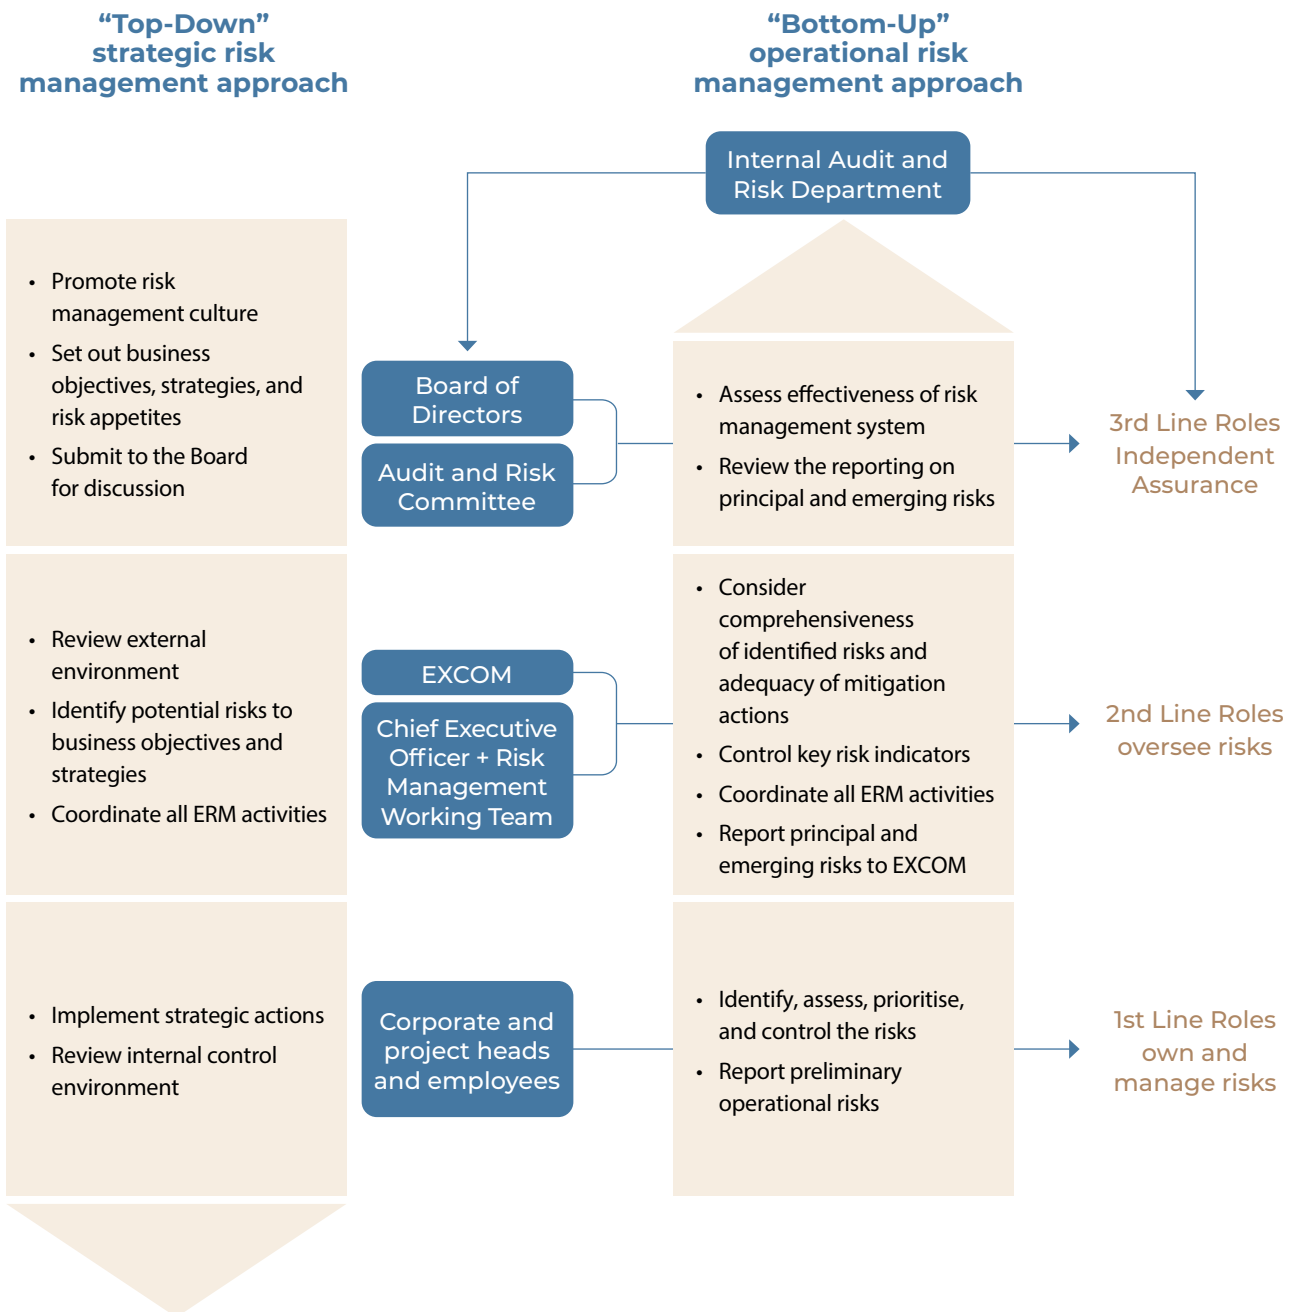 “Top-Down”
strategic risk
management approach
“Bottom-Up”
operational risk
management approach
Internal Audit and
Risk Department
• Promote risk
management culture
• Set out business
objectives, strategies, and
risk appetites
• Submit to the Board
for discussion
Board of
Directors
Audit and Risk
Committee
• Assess effectiveness of risk
management system
• Review the reporting on
principal and emerging risks
3rd Line Roles
Independent
Assurance
• Review external
environment
• Identify potential risks to
business objectives and
strategies
• Coordinate all ERM activities
EXCOM
Chief Executive
Officer + Risk
Management
Working Team
• Consider
comprehensiveness
of identified risks and
adequacy of mitigation
actions
• Control key risk indicators
• Coordinate all ERM activities
• Report principal and
emerging risks to EXCOM
2nd Line Roles
oversee risks
• Implement strategic actions
• Review internal control
environment
Corporate and
project heads
and employees
• Identify, assess, prioritise,
and control the risks
• Report preliminary
operational risks
1st Line Roles
own and
manage risks